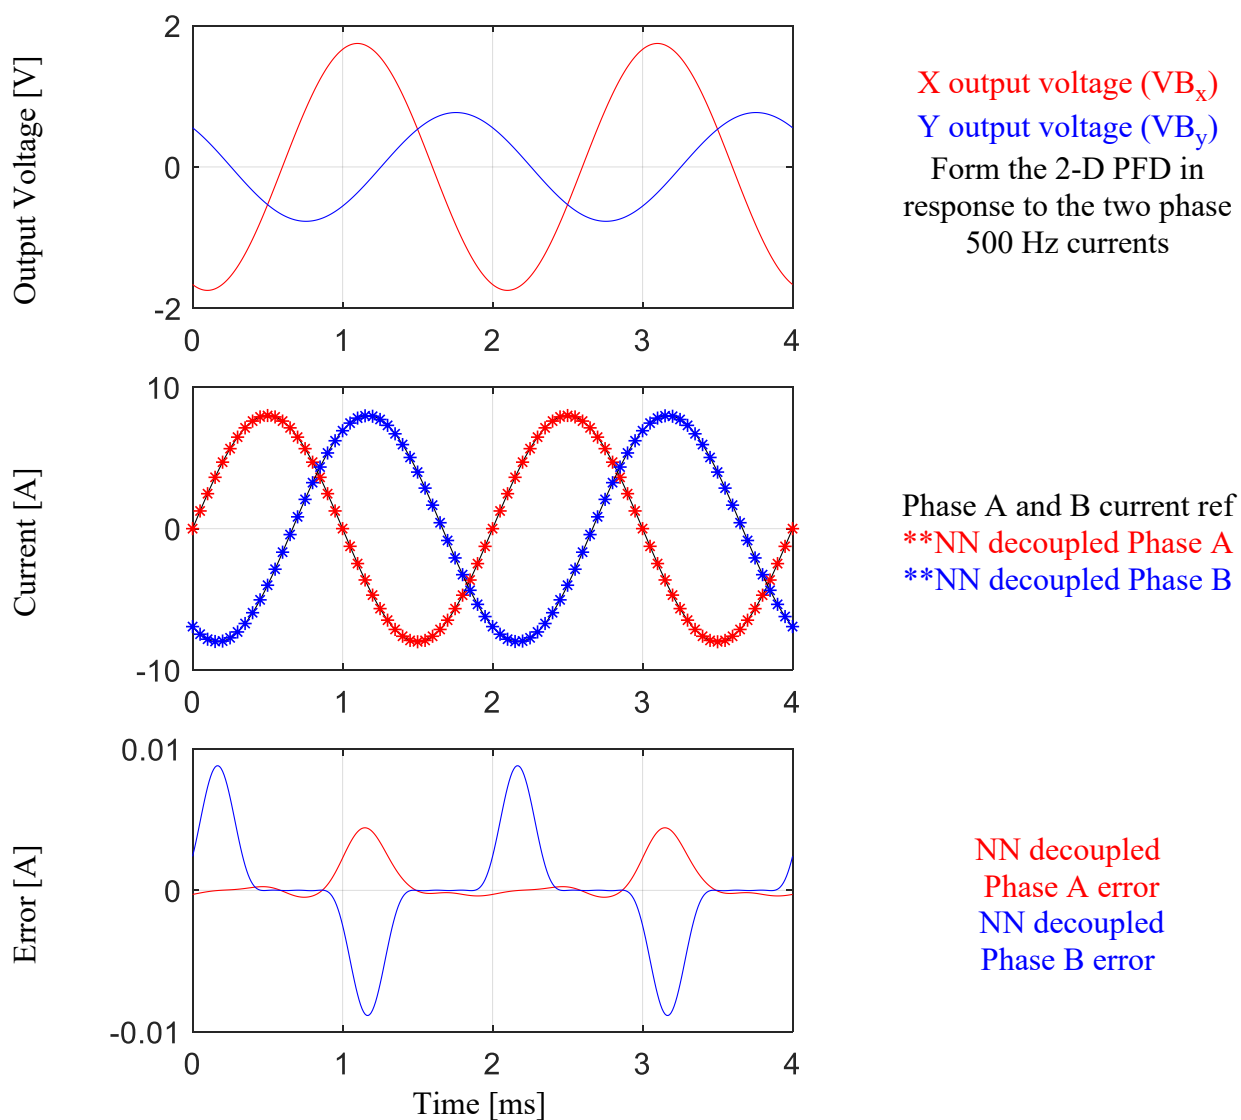 Output Voltage [V]
2
0
-2
0 1 2 3 4
X output voltage (VBx)
Y output voltage (VBy)
Form the 2-D PFD in
response to the two phase
500 Hz currents
Current [A]
10
0
-10
0 1 2 3 4
Phase A and B current ref
**NN decoupled Phase A
**NN decoupled Phase B
Error [A]
0.01
0
-0.01
0 1 2 3 4
Time [ms]
NN decoupled
Phase A error
NN decoupled
Phase B error